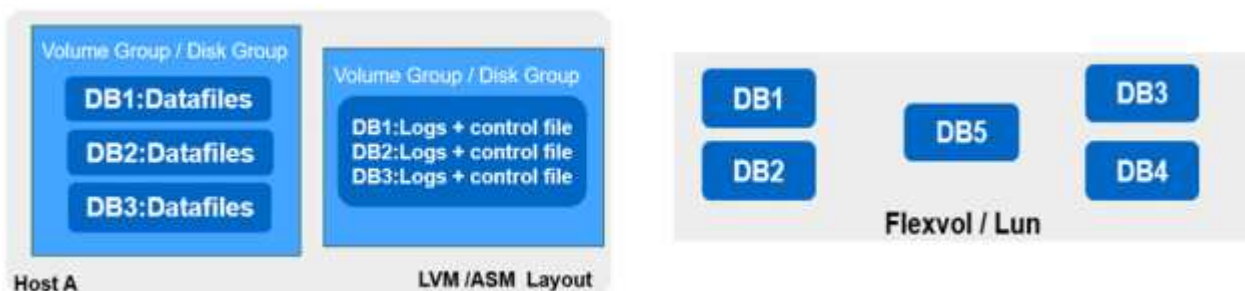 Volume Group / Disk Group
DB1:Datafiles
DB2:Datafiles
DB3:Datafiles
Volume Group / Disk Group
DB1:Logs + control file
DB2:Logs + control file
DB3:Logs + control file
Host A
LVM /ASM Layout
DB1
DB2
DB5
DB3
DB4
Flexvol / Lun